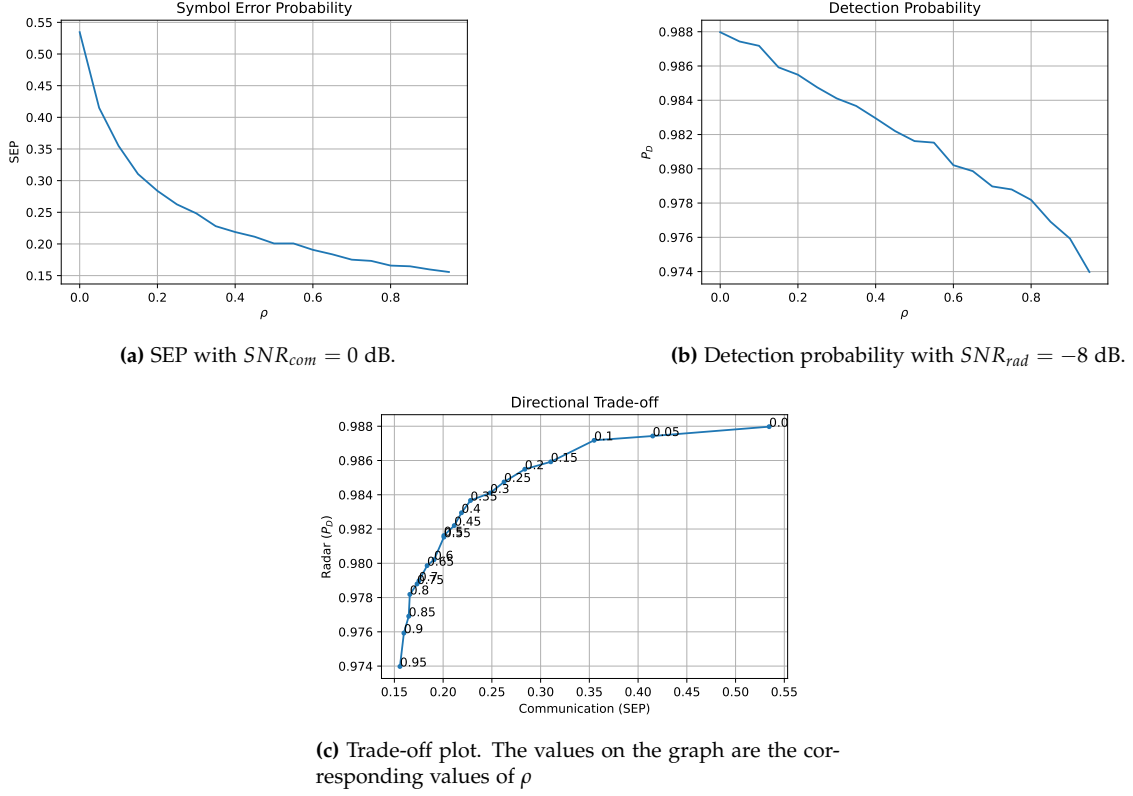 Symbol Error Probability
0.55
0.50
0.45
0.40
0.35
0.30
0.25
0.20
0.15
SEP
0.0 0.2 0.4 0.6 0.8
ρ
(a) SEP with SNRcom = 0 dB.
Detection Probability
0.988
0.986
0.984
0.982
0.980
0.978
0.976
0.974
PD
0.0 0.2 0.4 0.6 0.8
ρ
(b) Detection probability with SNRrad = −8 dB.
Directional Trade-off
0.988
0.986
0.984
0.982
0.980
0.978
0.976
0.974
Radar (PD)
0.0
0.05
0.1
0.15
0.2
0.25
0.3
0.35
0.4
0.45
0.5
0.55
0.6
0.65
0.7
0.75
0.8
0.85
0.9
0.95
0.15 0.20 0.25 0.30 0.35 0.40 0.45 0.50 0.55
Communication (SEP)
(c) Trade-off plot. The values on the graph are the cor-
responding values of ρ